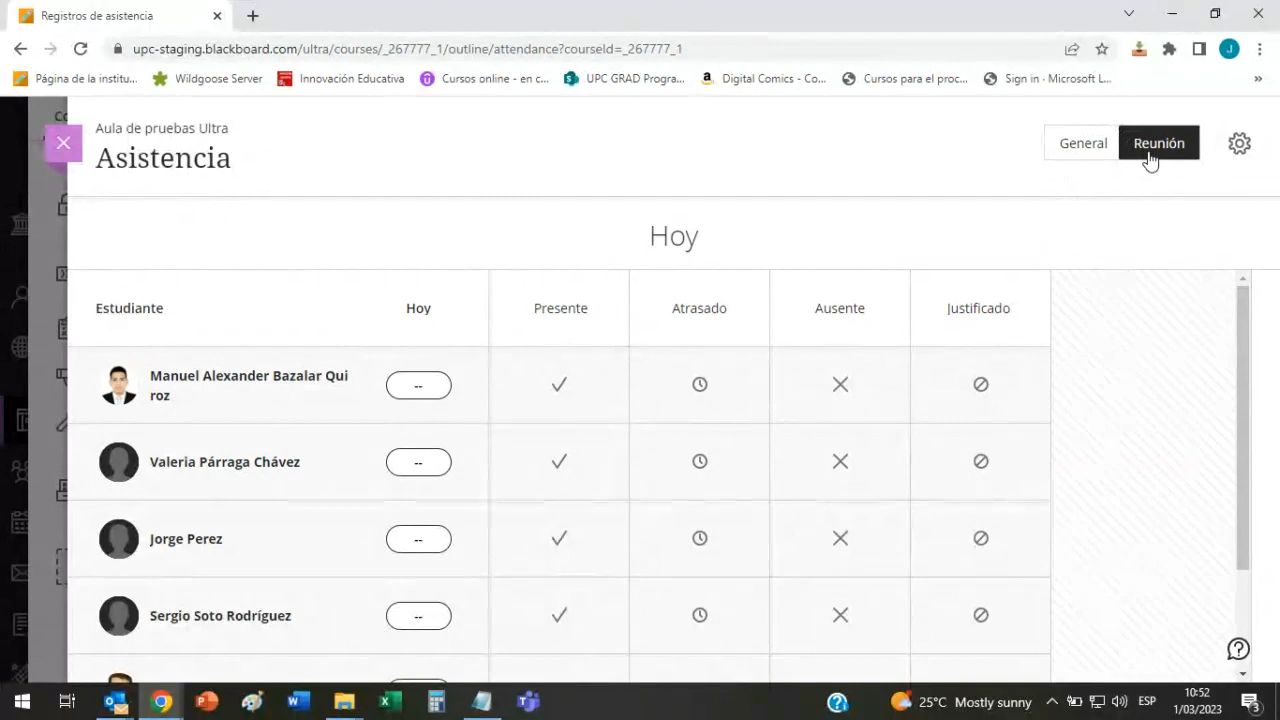 Registros de asistencia
upc-staging.blackboard.com/ultra/courses/_267777_1/outline/attendance?courseId=_267777_1
J
Página de la institu...
Wildgoose Server
Innovación Educativa
Cursos online - en c...
UPC GRAD Progra...
Digital Comics - Co...
Cursos para el proc...
Sign in · Microsoft L...
»
Aula de pruebas Ultra
Asistencia
General
Reunión
Hoy
Estudiante
Hoy
Presente
Atrasado
Ausente
Justificado
Manuel Alexander Bazalar Qui
roz
--
Valeria Párraga Chávez
--
Jorge Perez
--
Sergio Soto Rodríguez
--
25°C Mostly sunny
ESP
10:52
1/03/2023
3